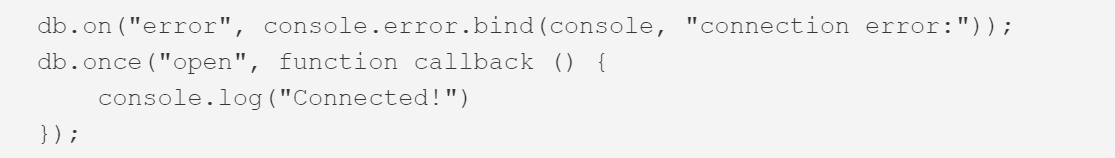 db.on("error", console.error.bind(console, "connection error:"));
db.once("open", function callback () {
    console.log("Connected!")
});